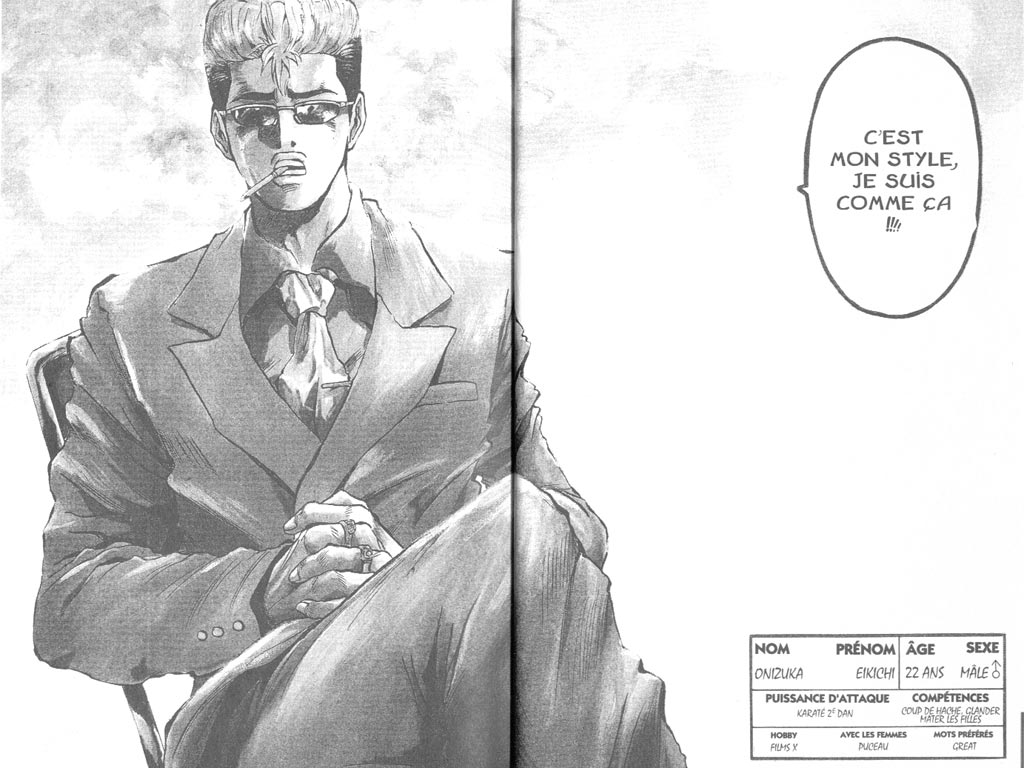 C'EST
MON STYLE,
JE SUIS
COMME ÇA
!!!!
NOM PRÉNOM ÂGE SEXE
ONIZUKA EIKICHI 22 ANS MÂLE ♂
PUISSANCE D'ATTAQUE COMPÉTENCES
KARATÉ 2E DAN COUP DE HACHE, GLANDER
MATER LES FILLES
HOBBY AVEC LES FEMMES MOTS PRÉFÉRÉS
FILMS X PUCEAU GREAT